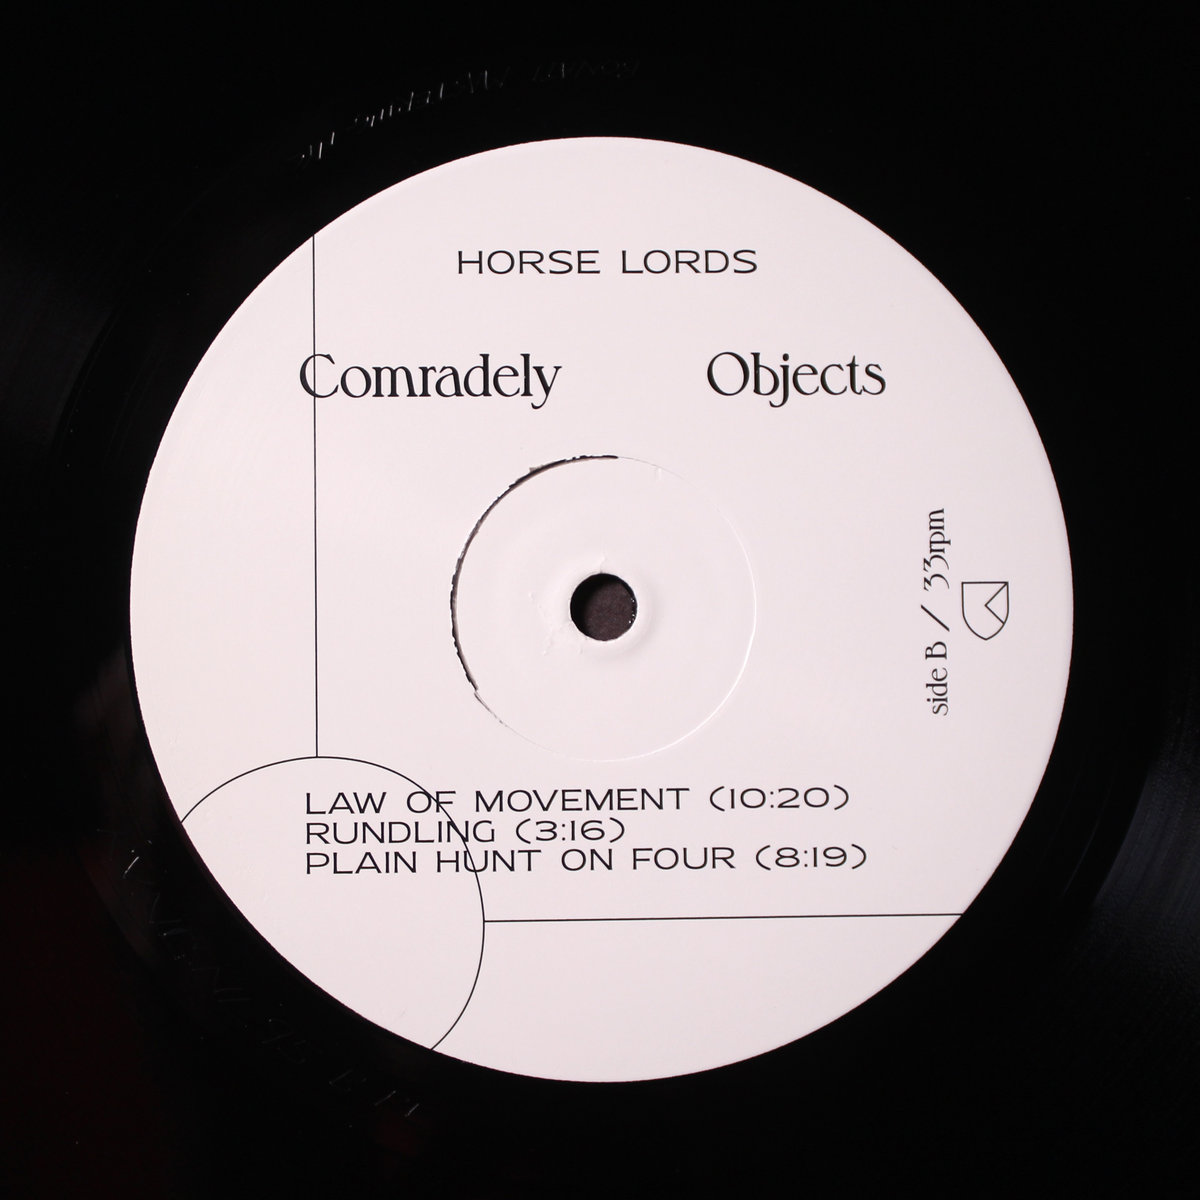 HORSE LORDS
Comradely Objects
side B / 33rpm
LAW OF MOVEMENT (10:20)
RUNDLING (3:16)
PLAIN HUNT ON FOUR (8:19)